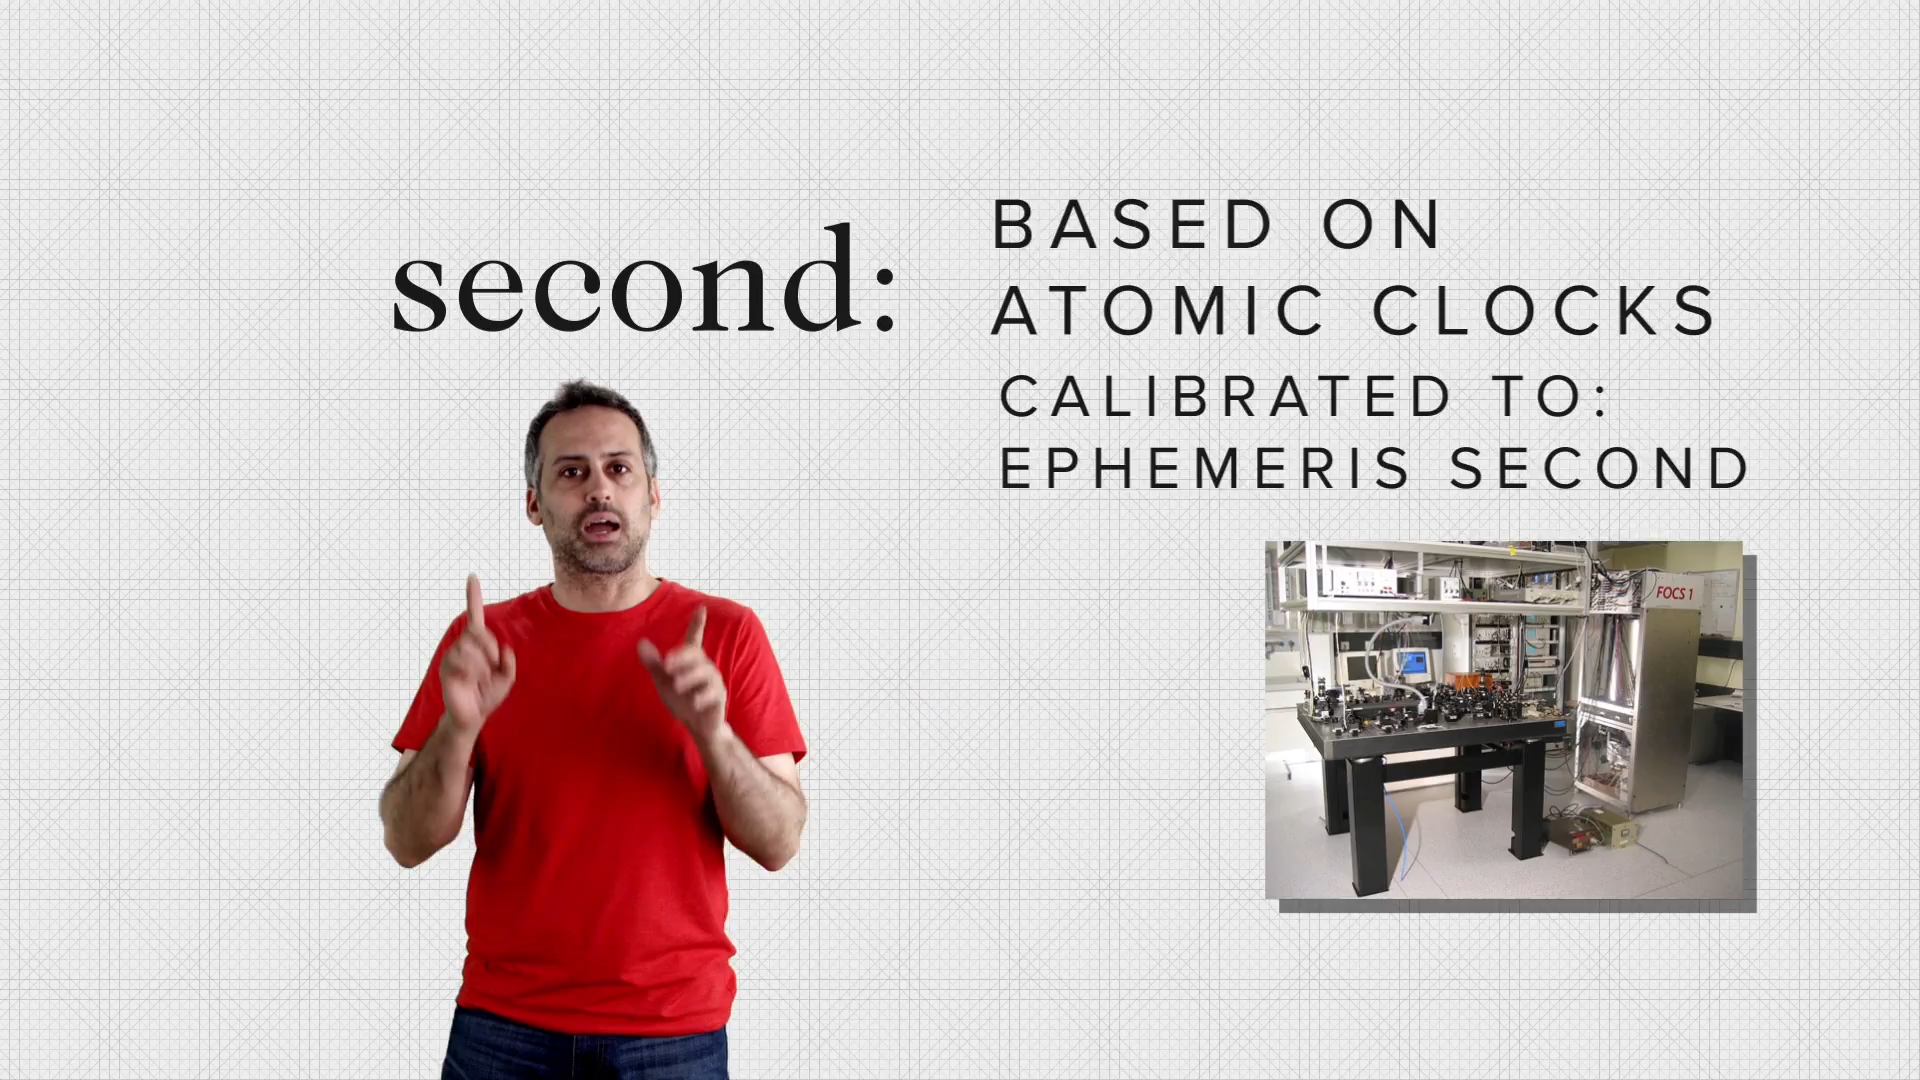 second:
BASED ON
ATOMIC CLOCKS
CALIBRATED TO:
EPHEMERIS SECOND
FOCS 1